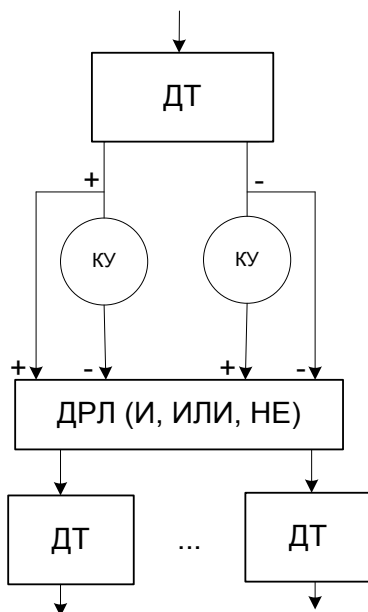 ДТ
+ -
КУ КУ
+ - + -
ДРЛ (И, ИЛИ, НЕ)
ДТ ... ДТ